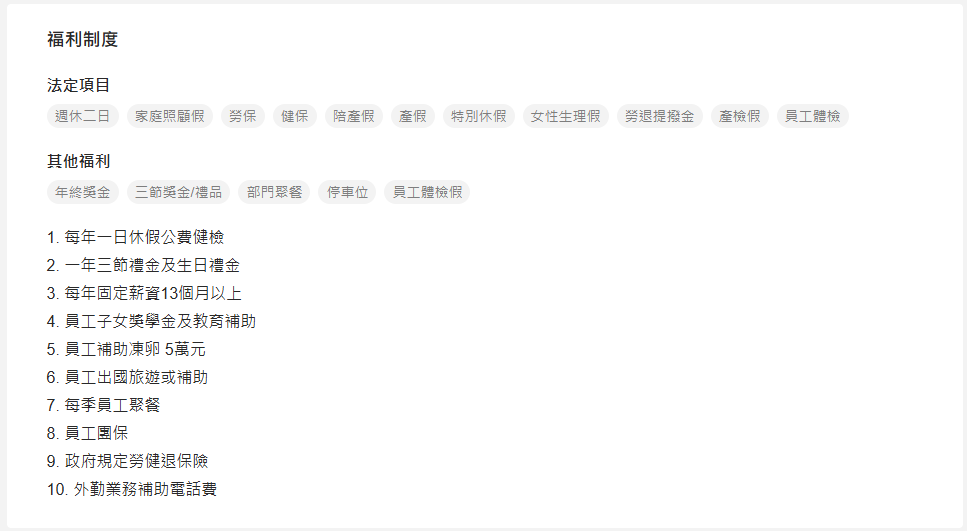 福利制度
法定項目
週休二日 家庭照顧假 勞保 健保 陪產假 產假 特別休假 女性生理假 勞退提撥金 產檢假 員工體檢
其他福利
年終獎金 三節獎金/禮品 部門聚餐 停車位 員工體檢假
1. 每年一日休假公費健檢
2. 一年三節禮金及生日禮金
3. 每年固定薪資13個月以上
4. 員工子女獎學金及教育補助
5. 員工補助凍卵 5萬元
6. 員工出國旅遊或補助
7. 每季員工聚餐
8. 員工團保
9. 政府規定勞健退保險
10. 外勤業務補助電話費